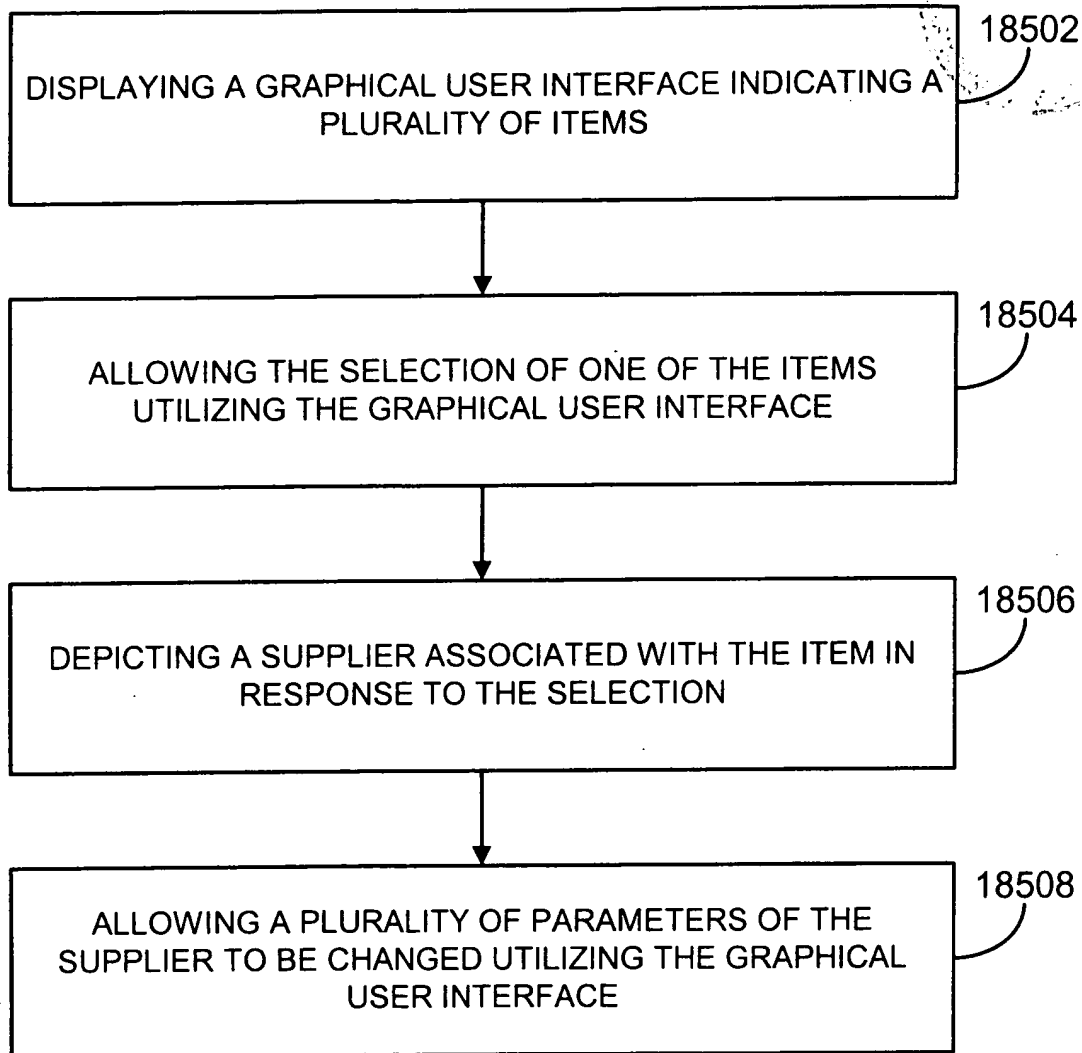 18502
DISPLAYING A GRAPHICAL USER INTERFACE INDICATING A
PLURALITY OF ITEMS
18504
ALLOWING THE SELECTION OF ONE OF THE ITEMS
UTILIZING THE GRAPHICAL USER INTERFACE
18506
DEPICTING A SUPPLIER ASSOCIATED WITH THE ITEM IN
RESPONSE TO THE SELECTION
18508
ALLOWING A PLURALITY OF PARAMETERS OF THE
SUPPLIER TO BE CHANGED UTILIZING THE GRAPHICAL
USER INTERFACE